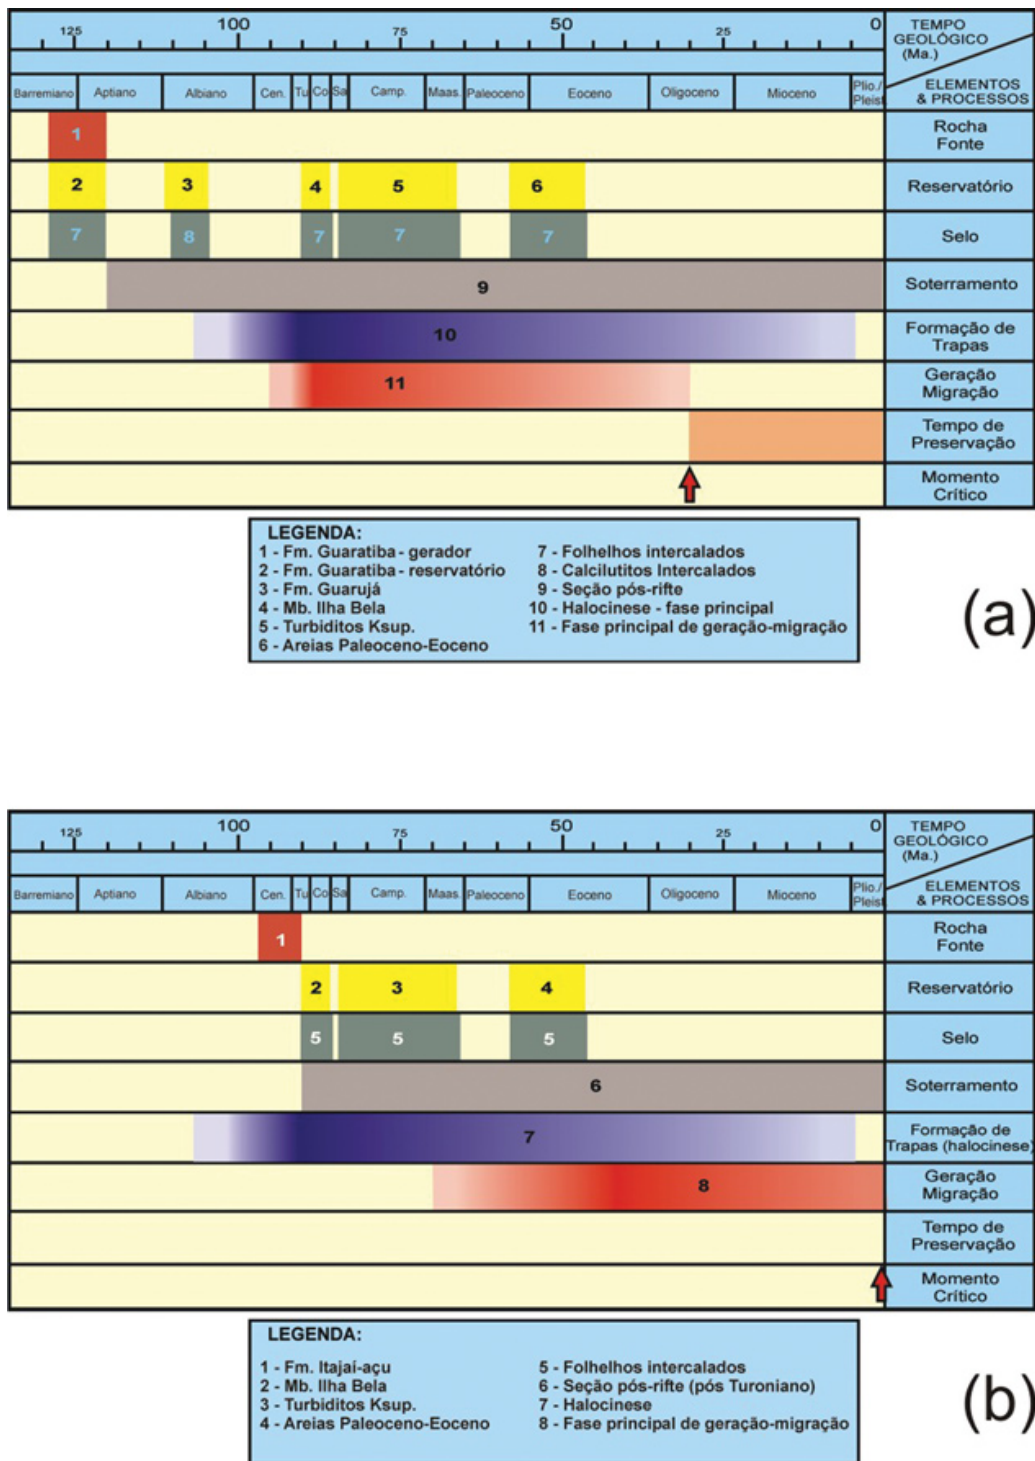 125 100 75 50 25 0
TEMPO
GEOLÓGICO
(Ma.)
Barremiano Aptiano Albiano Cen. Tu Co Sa Camp. Maas. Paleoceno Eoceno Oligoceno Mioceno Plio./
Pleist
ELEMENTOS
& PROCESSOS
1
Rocha
Fonte
2 3 4 5 6
Reservatório
7 8 7 7 7
Selo
9
Soterramento
10
Formação de
Trapas
11
Geração
Migração
Tempo de
Preservação
Momento
Crítico
LEGENDA:
1 - Fm. Guaratiba - gerador
2 - Fm. Guaratiba - reservatório
3 - Fm. Guarujá
4 - Mb. Ilha Bela
5 - Turbiditos Ksup.
6 - Areias Paleoceno-Eoceno
7 - Folhelhos intercalados
8 - Calcilutitos Intercalados
9 - Seção pós-rifte
10 - Halocinese - fase principal
11 - Fase principal de geração-migração
(a)
125 100 75 50 25 0
TEMPO
GEOLÓGICO
(Ma.)
Barremiano Aptiano Albiano Cen. Tu Co Sa Camp. Maas. Paleoceno Eoceno Oligoceno Mioceno Plio./
Pleist
ELEMENTOS
& PROCESSOS
1
Rocha
Fonte
2 3 4
Reservatório
5 5 5
Selo
6
Soterramento
7
Formação de
Trapas (halocinese)
8
Geração
Migração
Tempo de
Preservação
Momento
Crítico
LEGENDA:
1 - Fm. Itajaí-açu
2 - Mb. Ilha Bela
3 - Turbiditos Ksup.
4 - Areias Paleoceno-Eoceno
5 - Folhelhos intercalados
6 - Seção pós-rifte (pós Turoniano)
7 - Halocinese
8 - Fase principal de geração-migração
(b)